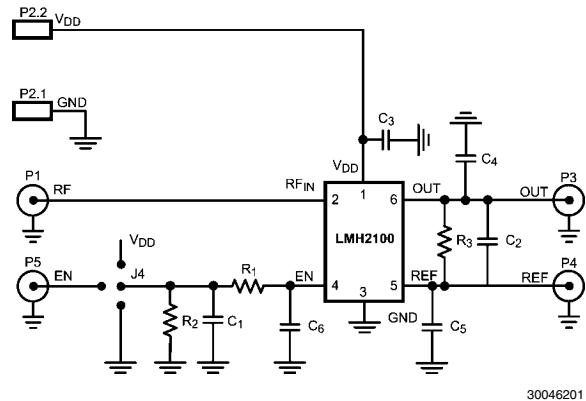 P2.2
VDD
P2.1
GND
C3
C4
VDD
P1
RF
RFIN
2
1
6
OUT
OUT
P3
LMH2100
R3
C2
P5
EN
VDD
J4
R1
EN
4
3
5
REF
REF
P4
R2
C1
C6
GND
C5
30046201